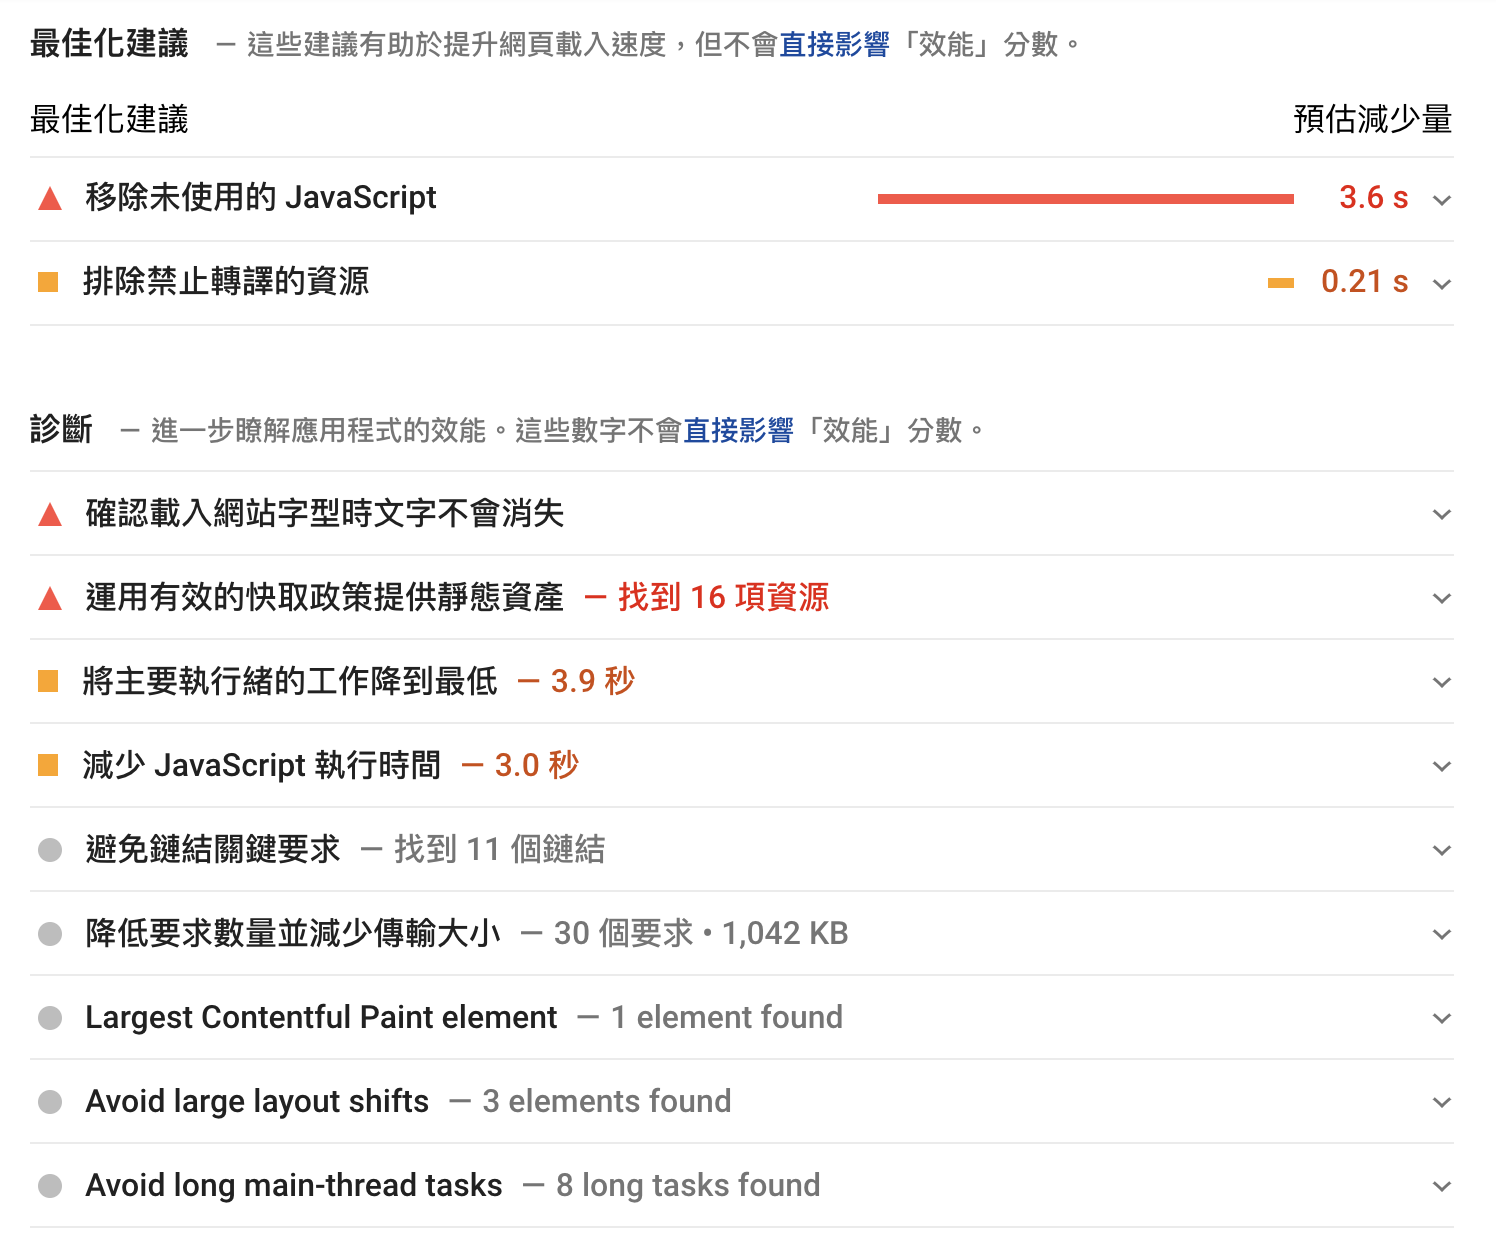 最佳化建議 — 這些建議有助於提升網頁載入速度，但不會直接影響「效能」分數。
最佳化建議 預估減少量
移除未使用的 JavaScript 3.6 s
排除禁止轉譯的資源 0.21 s
診斷 — 進一步瞭解應用程式的效能。這些數字不會直接影響「效能」分數。
確認載入網站字型時文字不會消失
運用有效的快取政策提供靜態資產 — 找到 16 項資源
將主要執行緒的工作降到最低 — 3.9 秒
減少 JavaScript 執行時間 — 3.0 秒
避免鏈結關鍵要求 — 找到 11 個鏈結
降低要求數量並減少傳輸大小 — 30 個要求 • 1,042 KB
Largest Contentful Paint element — 1 element found
Avoid large layout shifts — 3 elements found
Avoid long main-thread tasks — 8 long tasks found